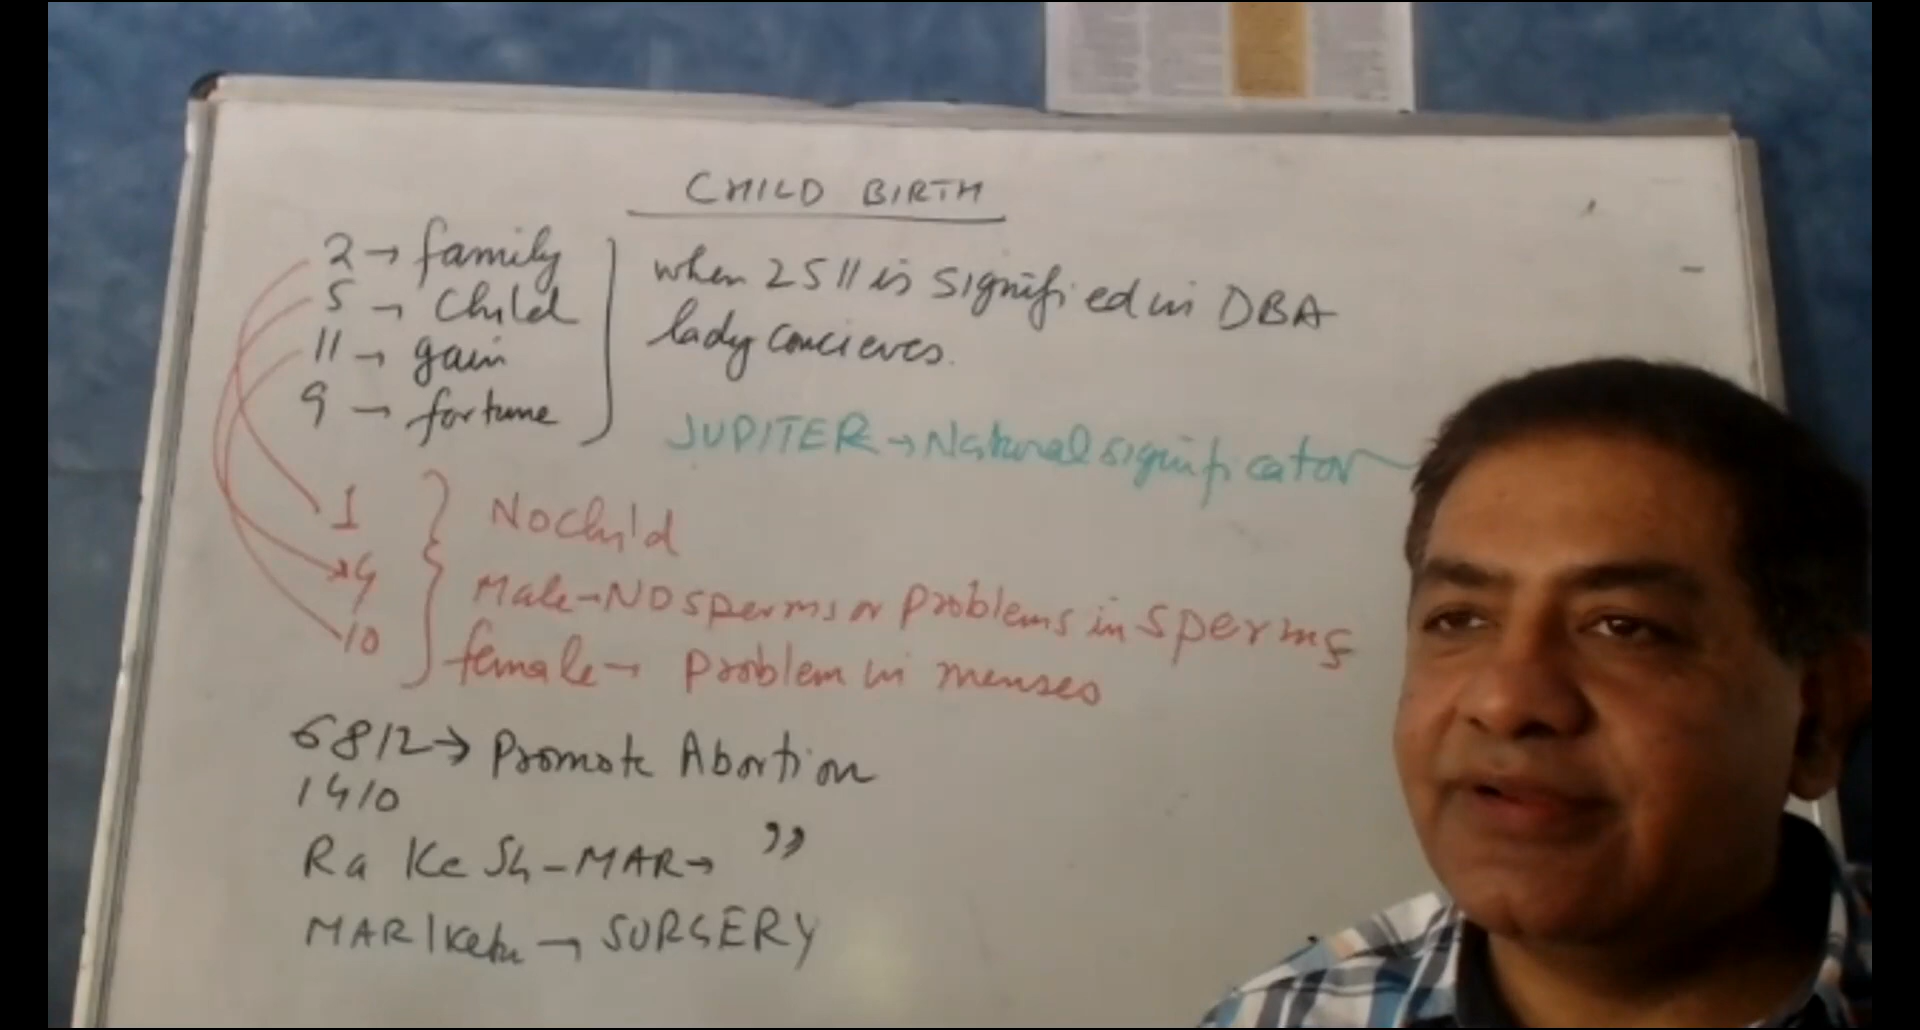 CHILD BIRTH
2 → family
5 → Child
11 → gain
9 → fortune
when 2 5 11 is signified in DBA
lady concieves.
JUPITER → Natural significator
1
4
10
No Child
Male → NO sperms or problems in sperms
female → problem in menses
6 8 12 → Promote Abortion
1 4 10
Ra Ke Sh - MAR → "
MAR / Ketu → SURGERY